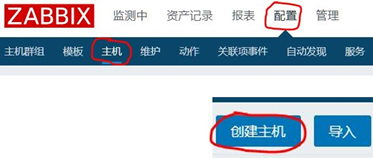 ZABBIX 监测中 资产记录 报表 配置 管理
主机群组 模板 主机 维护 动作 关联项事件 自动发现 服务
创建主机 导入